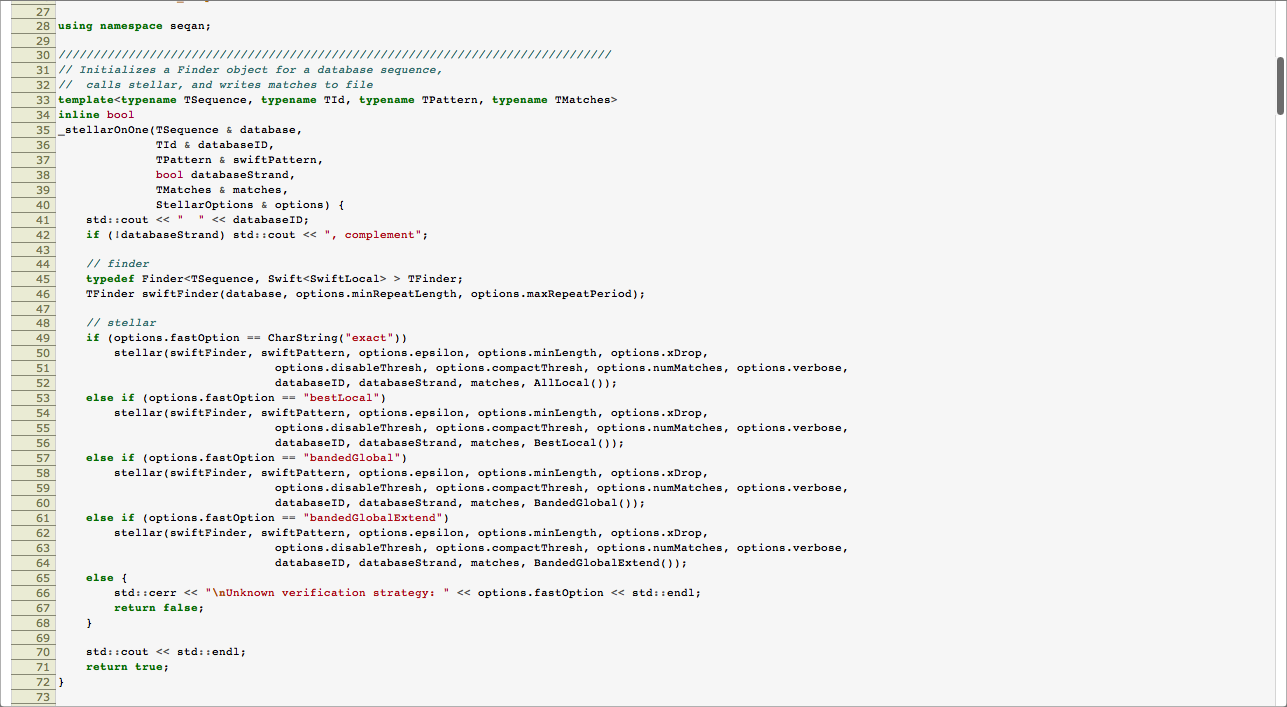 27
28 using namespace seqan;
29
30 ///////////////////////////////////////////////////////////////////////////////
31 // Initializes a Finder object for a database sequence,
32 //  calls stellar, and writes matches to file
33 template<typename TSequence, typename TId, typename TPattern, typename TMatches>
34 inline bool
35 _stellarOnOne(TSequence & database,
36               TId & databaseID,
37               TPattern & swiftPattern,
38               bool databaseStrand,
39               TMatches & matches,
40               StellarOptions & options) {
41     std::cout << "  " << databaseID;
42     if (!databaseStrand) std::cout << ", complement";
43
44     // finder
45     typedef Finder<TSequence, Swift<SwiftLocal> > TFinder;
46     TFinder swiftFinder(database, options.minRepeatLength, options.maxRepeatPeriod);
47
48     // stellar
49     if (options.fastOption == CharString("exact"))
50         stellar(swiftFinder, swiftPattern, options.epsilon, options.minLength, options.xDrop,
51                                options.disableThresh, options.compactThresh, options.numMatches, options.verbose,
52                                databaseID, databaseStrand, matches, AllLocal());
53     else if (options.fastOption == "bestLocal")
54         stellar(swiftFinder, swiftPattern, options.epsilon, options.minLength, options.xDrop,
55                                options.disableThresh, options.compactThresh, options.numMatches, options.verbose,
56                                databaseID, databaseStrand, matches, BestLocal());
57     else if (options.fastOption == "bandedGlobal")
58         stellar(swiftFinder, swiftPattern, options.epsilon, options.minLength, options.xDrop,
59                                options.disableThresh, options.compactThresh, options.numMatches, options.verbose,
60                                databaseID, databaseStrand, matches, BandedGlobal());
61     else if (options.fastOption == "bandedGlobalExtend")
62         stellar(swiftFinder, swiftPattern, options.epsilon, options.minLength, options.xDrop,
63                                options.disableThresh, options.compactThresh, options.numMatches, options.verbose,
64                                databaseID, databaseStrand, matches, BandedGlobalExtend());
65     else {
66         std::cerr << "\nUnknown verification strategy: " << options.fastOption << std::endl;
67         return false;
68     }
69
70     std::cout << std::endl;
71     return true;
72 }
73